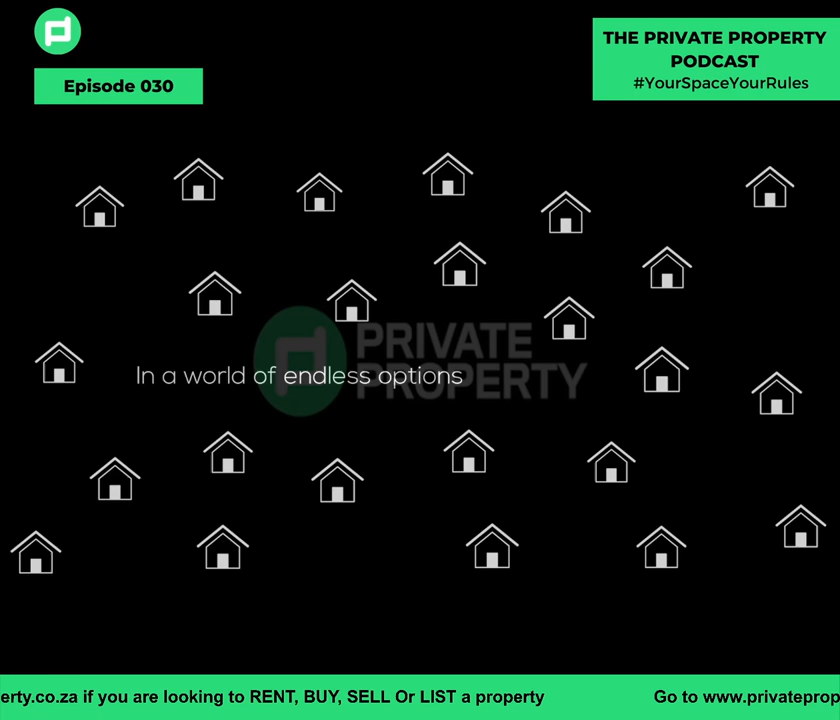 THE PRIVATE PROPERTY
PODCAST
#YourSpaceYourRules
Episode 030
PRIVATE
PROPERTY
In a world of endless options
erty.co.za if you are looking to RENT, BUY, SELL Or LIST a property Go to www.privateprop